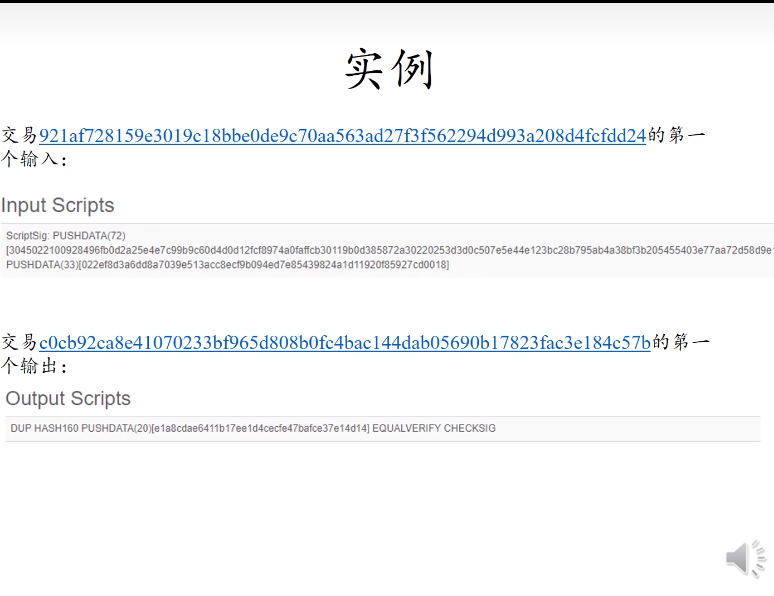 实例
交易921af728159e3019c18bbe0de9c70aa563ad27f3f562294d993a208d4fcfdd24的第一
个输入：
Input Scripts
ScriptSig: PUSHDATA(72)
[3045022100928496fb0d2a25e4e7c99b9c60d4d0d12fcf8974a0faffcb30119b0d385872a30220253d3d0c507e5e44e123bc28b795ab4a38bf3b205455403e77aa72d58d9e1
PUSHDATA(33)[022ef8d3a6dd8a7039e513acc8ecf9b094ed7e85439824a1d11920f85927cd0018]
交易c0cb92ca8e41070233bf965d808b0fc4bac144dab05690b17823fac3e184c57b的第一
个输出：
Output Scripts
DUP HASH160 PUSHDATA(20)[e1a8cdae6411b17ee1d4cecfe47bafce37e14d14] EQUALVERIFY CHECKSIG